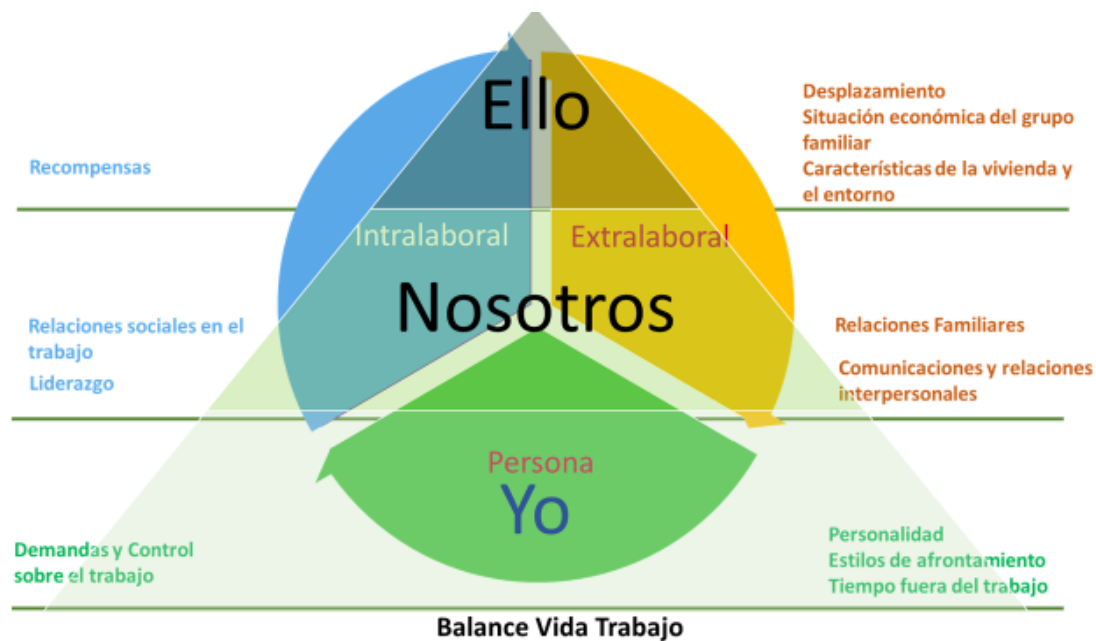 Ello
Desplazamiento
Situación económica del grupo
familiar
Características de la vivienda y
el entorno
Recompensas
Intralaboral
Extralaboral
Nosotros
Relaciones sociales en el
trabajo
Liderazgo
Relaciones Familiares
Comunicaciones y relaciones
interpersonales
Persona
Yo
Demandas y Control
sobre el trabajo
Personalidad
Estilos de afrontamiento
Tiempo fuera del trabajo
Balance Vida Trabajo